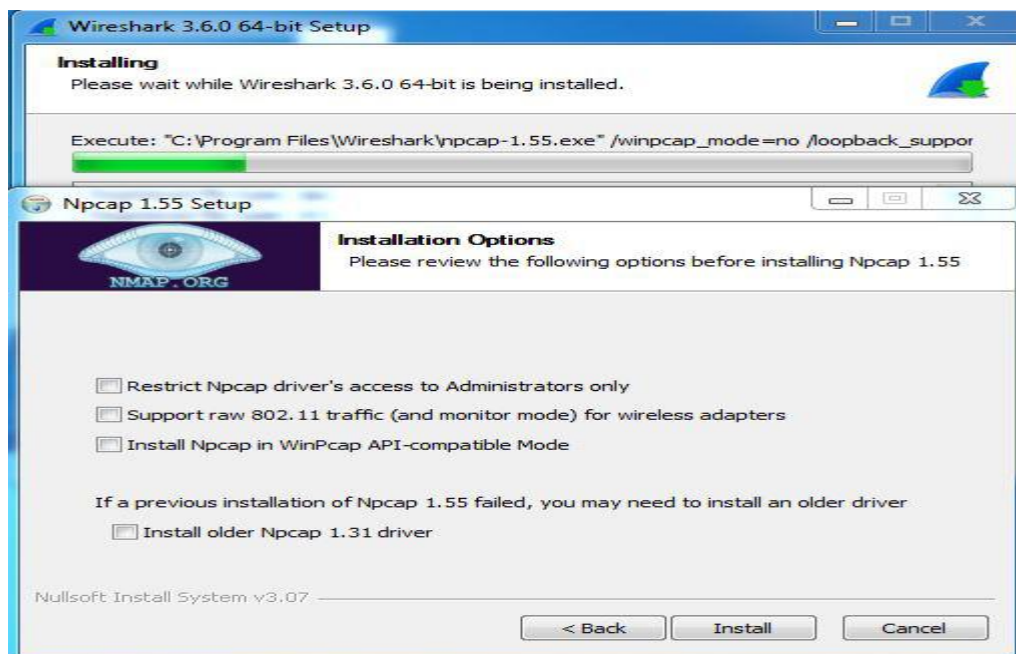 Wireshark 3.6.0 64-bit Setup
Installing
Please wait while Wireshark 3.6.0 64-bit is being installed.
Execute: "C:\Program Files\Wireshark\npcap-1.55.exe" /winpcap_mode=no /loopback_suppor
Npcap 1.55 Setup
NMAP.ORG
Installation Options
Please review the following options before installing Npcap 1.55
Restrict Npcap driver's access to Administrators only
Support raw 802.11 traffic (and monitor mode) for wireless adapters
Install Npcap in WinPcap API-compatible Mode
If a previous installation of Npcap 1.55 failed, you may need to install an older driver
Install older Npcap 1.31 driver
Nullsoft Install System v3.07
< Back Install Cancel